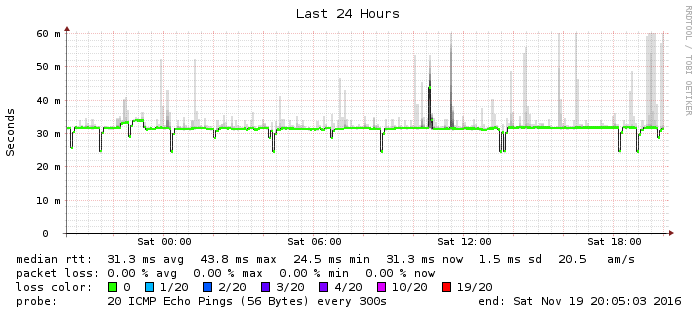 Last 24 Hours
RRDTOOL / TOBI OETIKER
Seconds
60 m
50 m
40 m
30 m
20 m
10 m
0
Sat 00:00 Sat 06:00 Sat 12:00 Sat 18:00
median rtt: 31.3 ms avg 43.8 ms max 24.5 ms min 31.3 ms now 1.5 ms sd 20.5 am/s
packet loss: 0.00 % avg 0.00 % max 0.00 % min 0.00 % now
loss color: 0 1/20 2/20 3/20 4/20 10/20 19/20
probe: 20 ICMP Echo Pings (56 Bytes) every 300s end: Sat Nov 19 20:05:03 2016